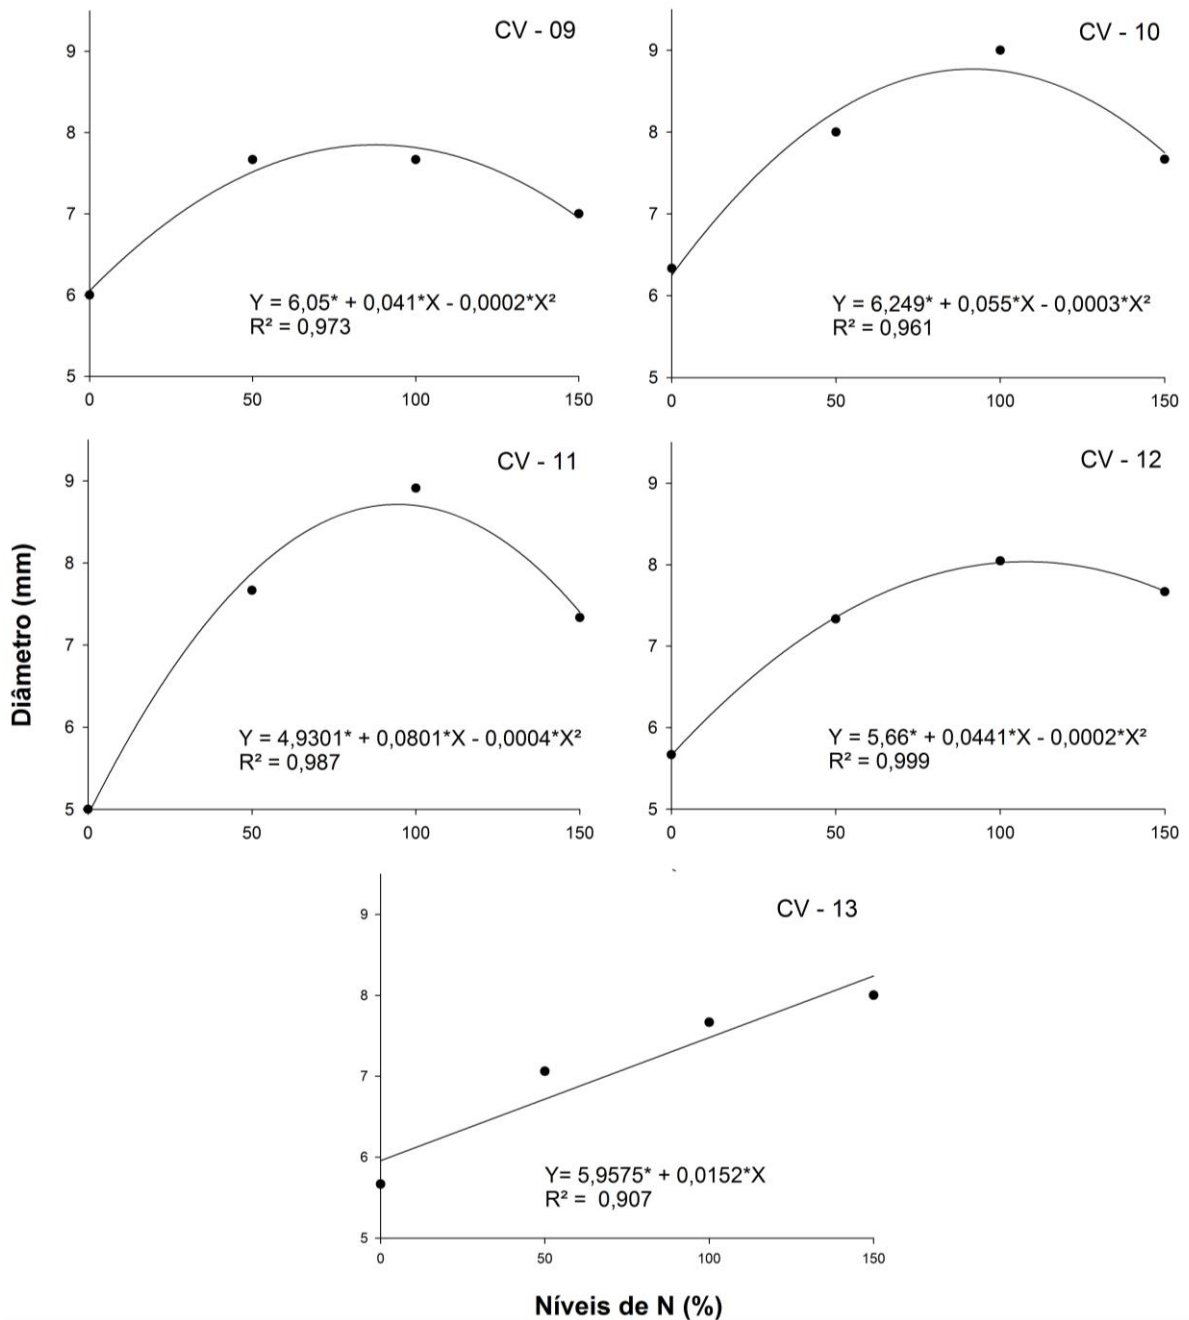 CV - 09
9
8
7
6
5
Y = 6,05* + 0,041*X - 0,0002*X²
R² = 0,973
0 50 100 150
CV - 10
9
8
7
6
5
Y = 6,249* + 0,055*X - 0,0003*X²
R² = 0,961
0 50 100 150
Diâmetro (mm)
CV - 11
9
8
7
6
5
Y = 4,9301* + 0,0801*X - 0,0004*X²
R² = 0,987
0 50 100 150
CV - 12
9
8
7
6
5
Y = 5,66* + 0,0441*X - 0,0002*X²
R² = 0,999
0 50 100 150
CV - 13
9
8
7
6
5
Y= 5,9575* + 0,0152*X
R² = 0,907
0 50 100 150
Níveis de N (%)